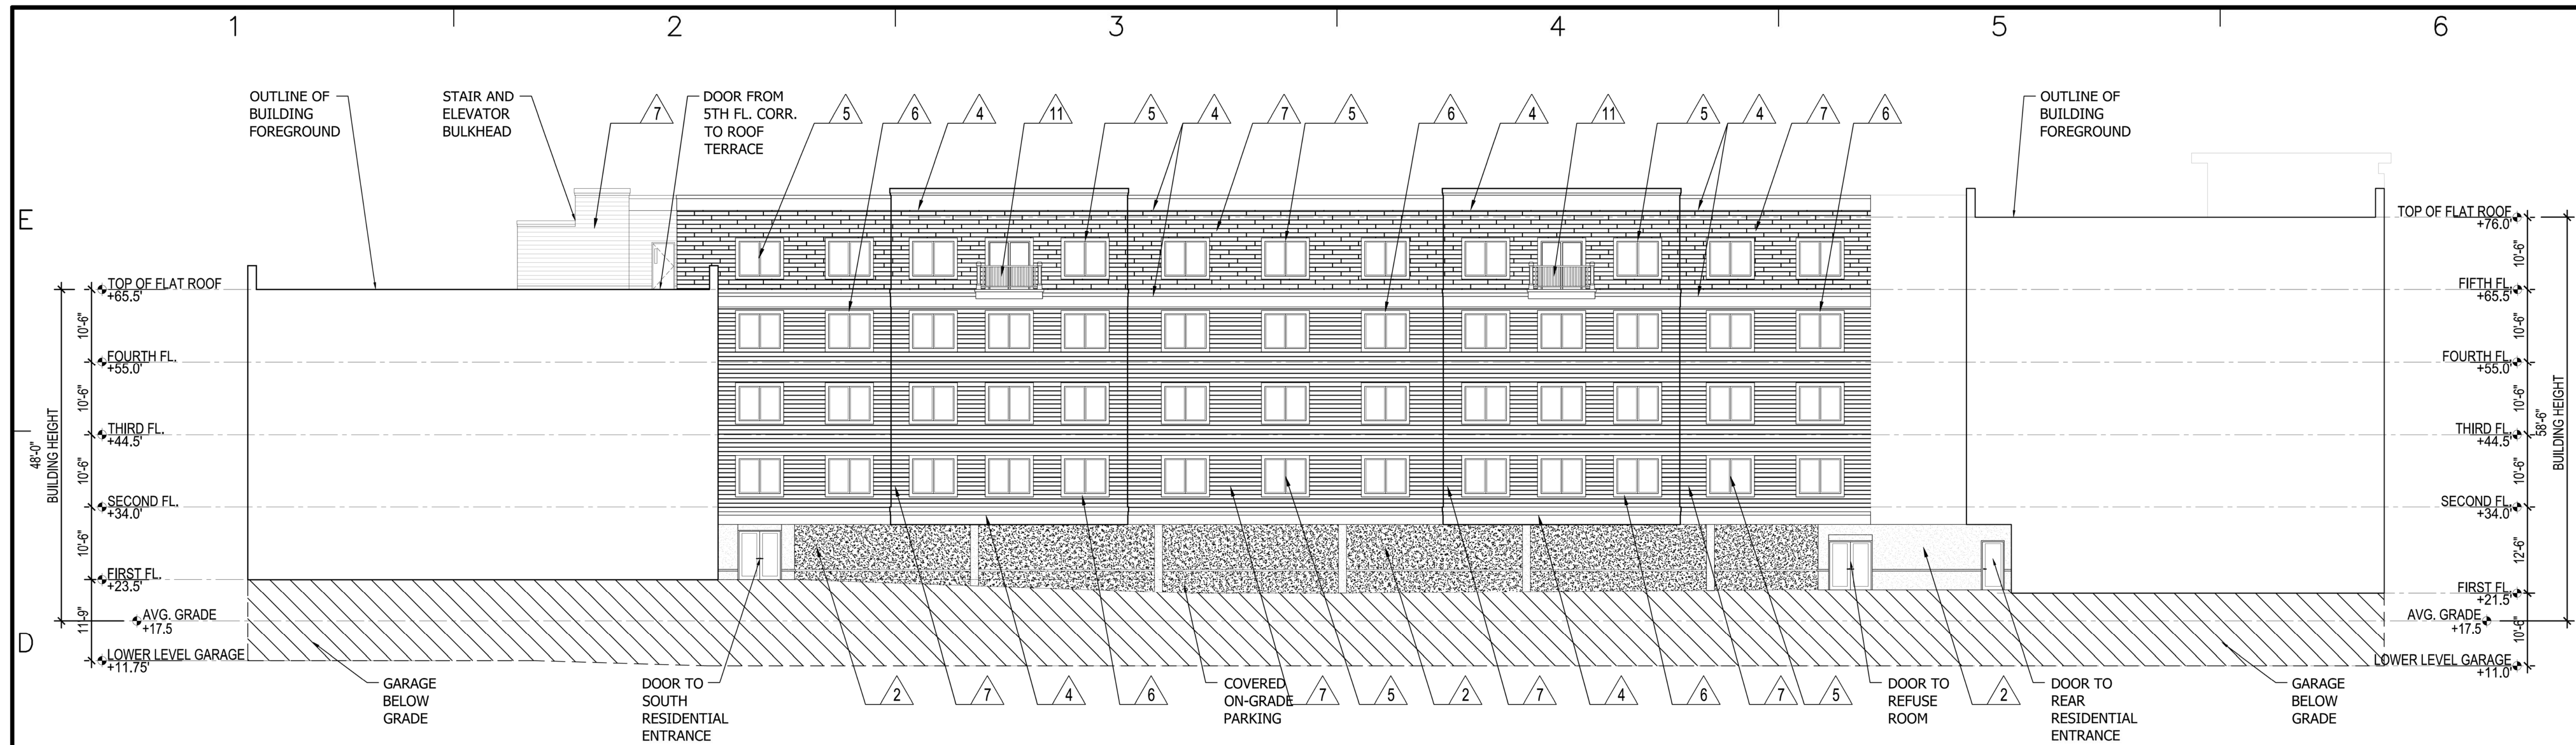 1 2 3 4 5 6
OUTLINE OF
BUILDING
FOREGROUND
STAIR AND
ELEVATOR
BULKHEAD
7
DOOR FROM
5TH FL. CORR.
TO ROOF
TERRACE
5 6 4 11 5 4 7 5 6 4 11 5 4 7 6
OUTLINE OF
BUILDING
FOREGROUND
E
D
TOP OF FLAT ROOF
+65.5'
10'-6"
FOURTH FL.
+55.0'
10'-6"
THIRD FL.
+44.5'
10'-6"
SECOND FL.
+34.0'
10'-6"
FIRST FL.
+23.5'
11'-9"
AVG. GRADE
+17.5
LOWER LEVEL GARAGE
+11.75'
48'-0"
BUILDING HEIGHT
TOP OF FLAT ROOF
+76.0'
10'-6"
FIFTH FL.
+65.5'
10'-6"
FOURTH FL.
+55.0'
10'-6"
THIRD FL.
+44.5'
10'-6"
SECOND FL.
+34.0'
12'-6"
FIRST FL.
+21.5'
AVG. GRADE
+17.5
10'-6"
LOWER LEVEL GARAGE
+11.0'
58'-6"
BUILDING HEIGHT
GARAGE
BELOW
GRADE
DOOR TO
SOUTH
RESIDENTIAL
ENTRANCE
2 7 4 6
COVERED
ON-GRADE
PARKING
7 5 2 7 4 6 7 5
DOOR TO
REFUSE
ROOM
2
DOOR TO
REAR
RESIDENTIAL
ENTRANCE
GARAGE
BELOW
GRADE